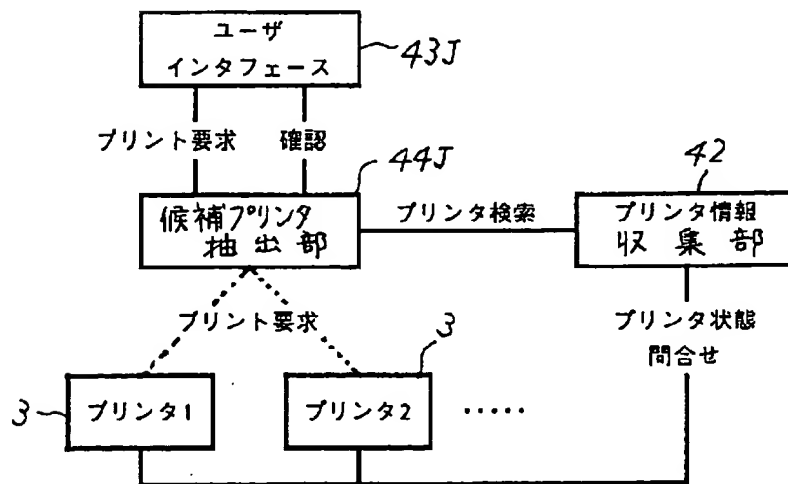 ユーザ
インタフェース
43J
プリント要求
確認
44J
42
候補プリンタ
抽出部
プリンタ検索
プリンタ情報
収集部
プリント要求
プリンタ状態
問合せ
3
3
プリンタ1
プリンタ2
.....